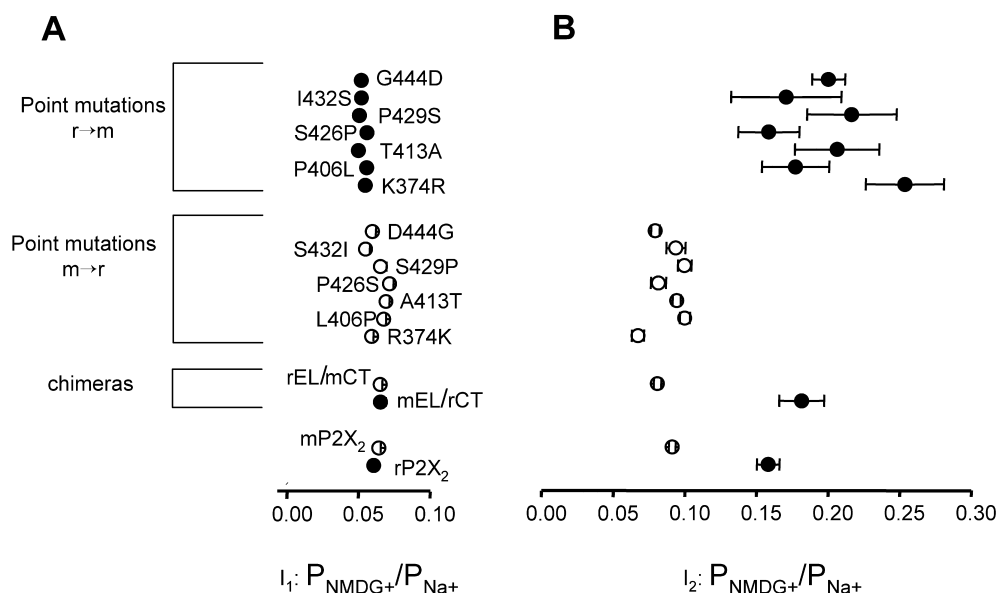 A
B
G444D
I432S
Point mutations
r→m
P429S
S426P
T413A
P406L
K374R
D444G
Point mutations
m→r
S432I
S429P
P426S
A413T
L406P
R374K
chimeras
rEL/mCT
mEL/rCT
mP2X2
rP2X2
0.00 0.05 0.10
0.00 0.05 0.10 0.15 0.20 0.25 0.30
I1: PNMDG+/PNa+
I2: PNMDG+/PNa+